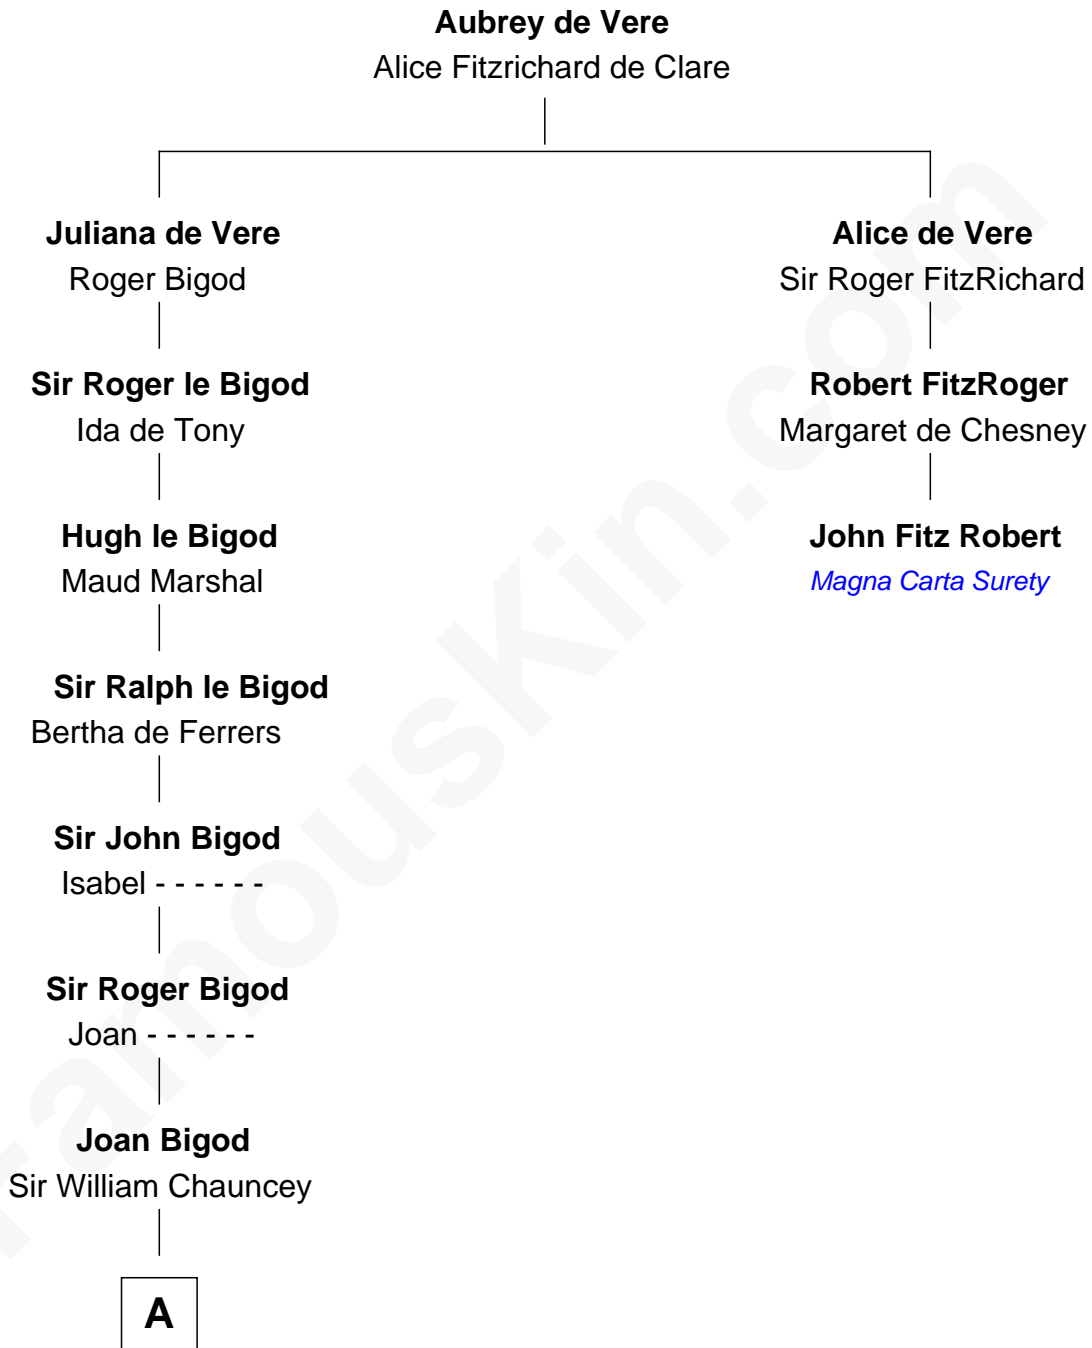 Aubrey de Vere
Alice Fitzrichard de Clare
Juliana de Vere
Roger Bigod
Alice de Vere
Sir Roger FitzRichard
Sir Roger le Bigod
Ida de Tony
Robert FitzRoger
Margaret de Chesney
Hugh le Bigod
Maud Marshal
John Fitz Robert
Magna Carta Surety
Sir Ralph le Bigod
Bertha de Ferrers
Sir John Bigod
Isabel - - - - - -
Sir Roger Bigod
Joan - - - - - -
Joan Bigod
Sir William Chauncey
A
FamousKin.com